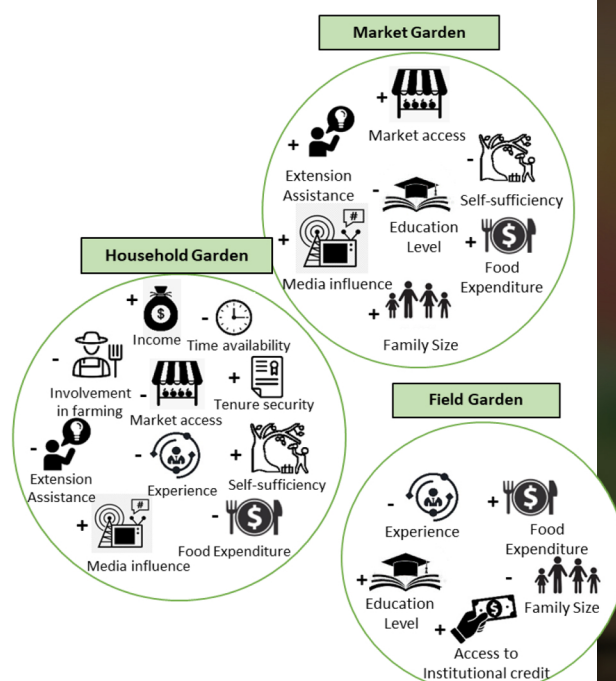 Market Garden
+
Market access
+
Extension
Assistance
-
Self-sufficiency
-
Education
Level
+
#
Media influence
+
$
Food
Expenditure
+
Family Size
Household Garden
+
$
Income
-
Time availability
-
Involvement
in farming
-
Market access
+
Tenure security
-
Extension
Assistance
-
Experience
+
Self-sufficiency
+
#
Media influence
-
$
Food Expenditure
Field Garden
-
Experience
+
$
Food
Expenditure
+
Education
Level
-
Family Size
+
$
Access to
Institutional credit